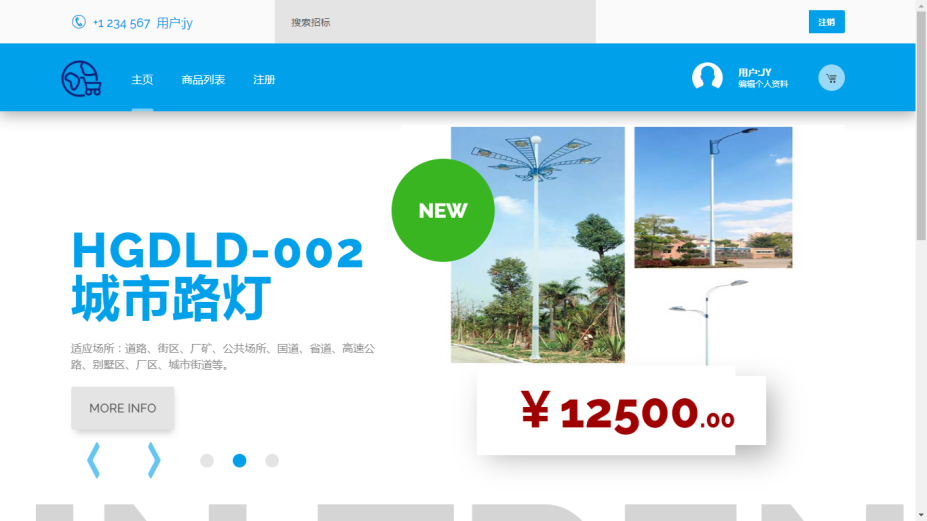 +1 234 567 用户:jy
搜索招标
注销
主页
商品列表
注册
用户:JY
编辑个人资料
NEW
HGDLD-002
城市路灯
适应场所：道路、街区、厂矿、公共场所、国道、省道、高速公
路、别墅区、厂区、城市街道等。
MORE INFO
￥12500.00